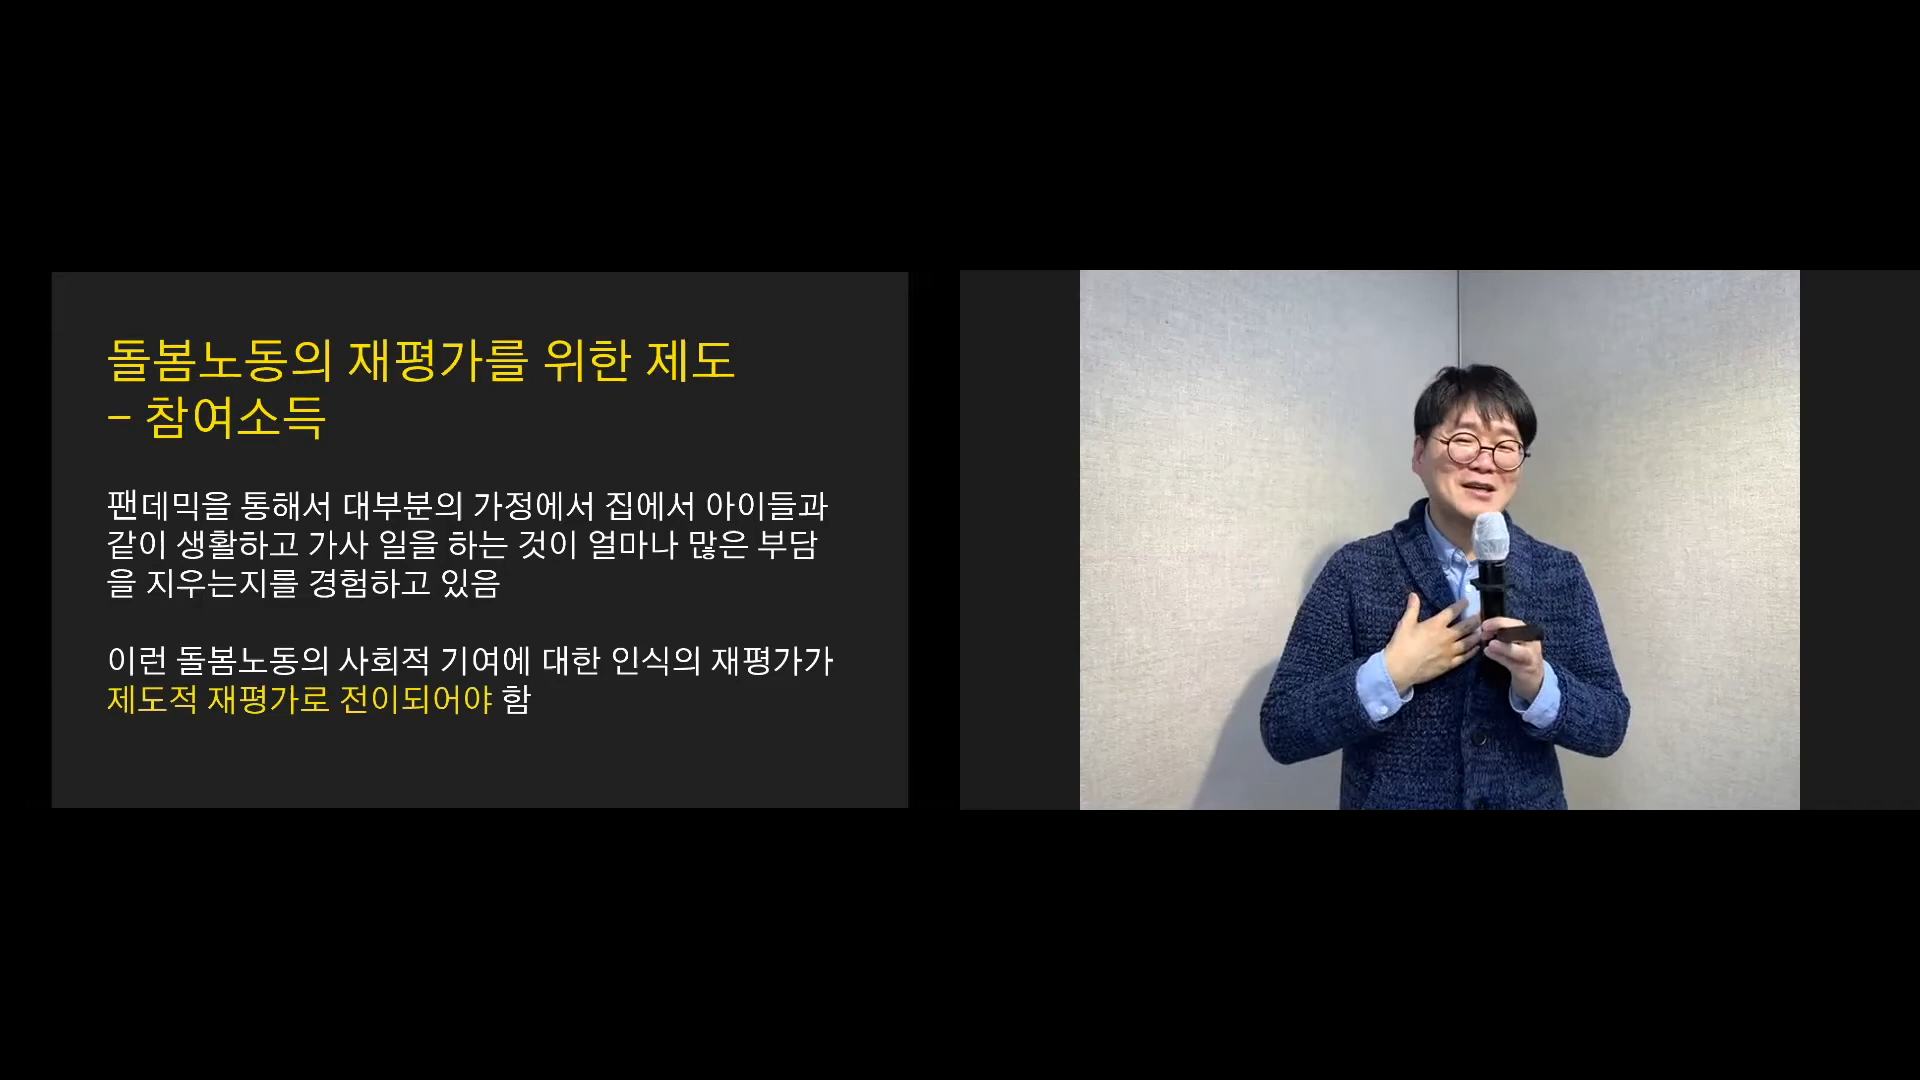 돌봄노동의 재평가를 위한 제도
– 참여소득
팬데믹을 통해서 대부분의 가정에서 집에서 아이들과
같이 생활하고 가사 일을 하는 것이 얼마나 많은 부담
을 지우는지를 경험하고 있음
이런 돌봄노동의 사회적 기여에 대한 인식의 재평가가
제도적 재평가로 전이되어야 함